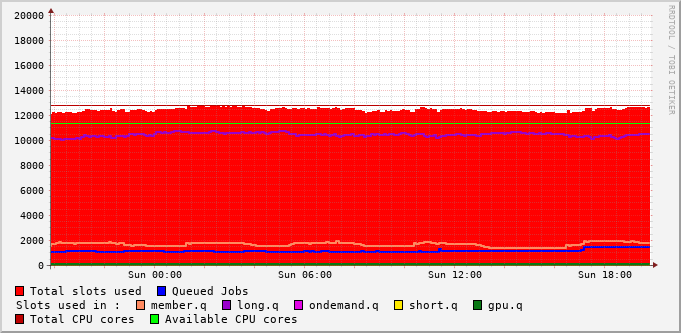 20000
18000
16000
14000
12000
10000
8000
6000
4000
2000
0
Sun 00:00 Sun 06:00 Sun 12:00 Sun 18:00
RRDTOOL / TOBI OETIKER
Total slots used Queued Jobs
Slots used in : member.q long.q ondemand.q short.q gpu.q
Total CPU cores Available CPU cores